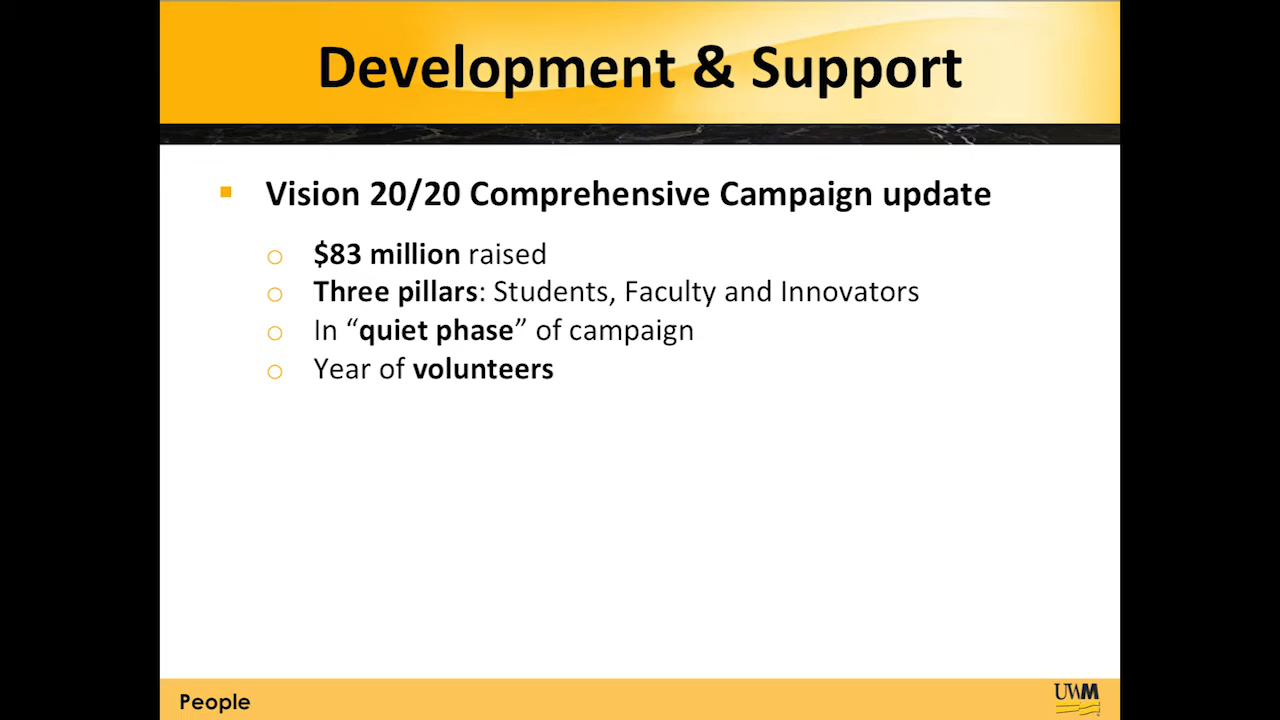 Development & Support
Vision 20/20 Comprehensive Campaign update
$83 million raised
Three pillars: Students, Faculty and Innovators
In “quiet phase” of campaign
Year of volunteers
People
UWM